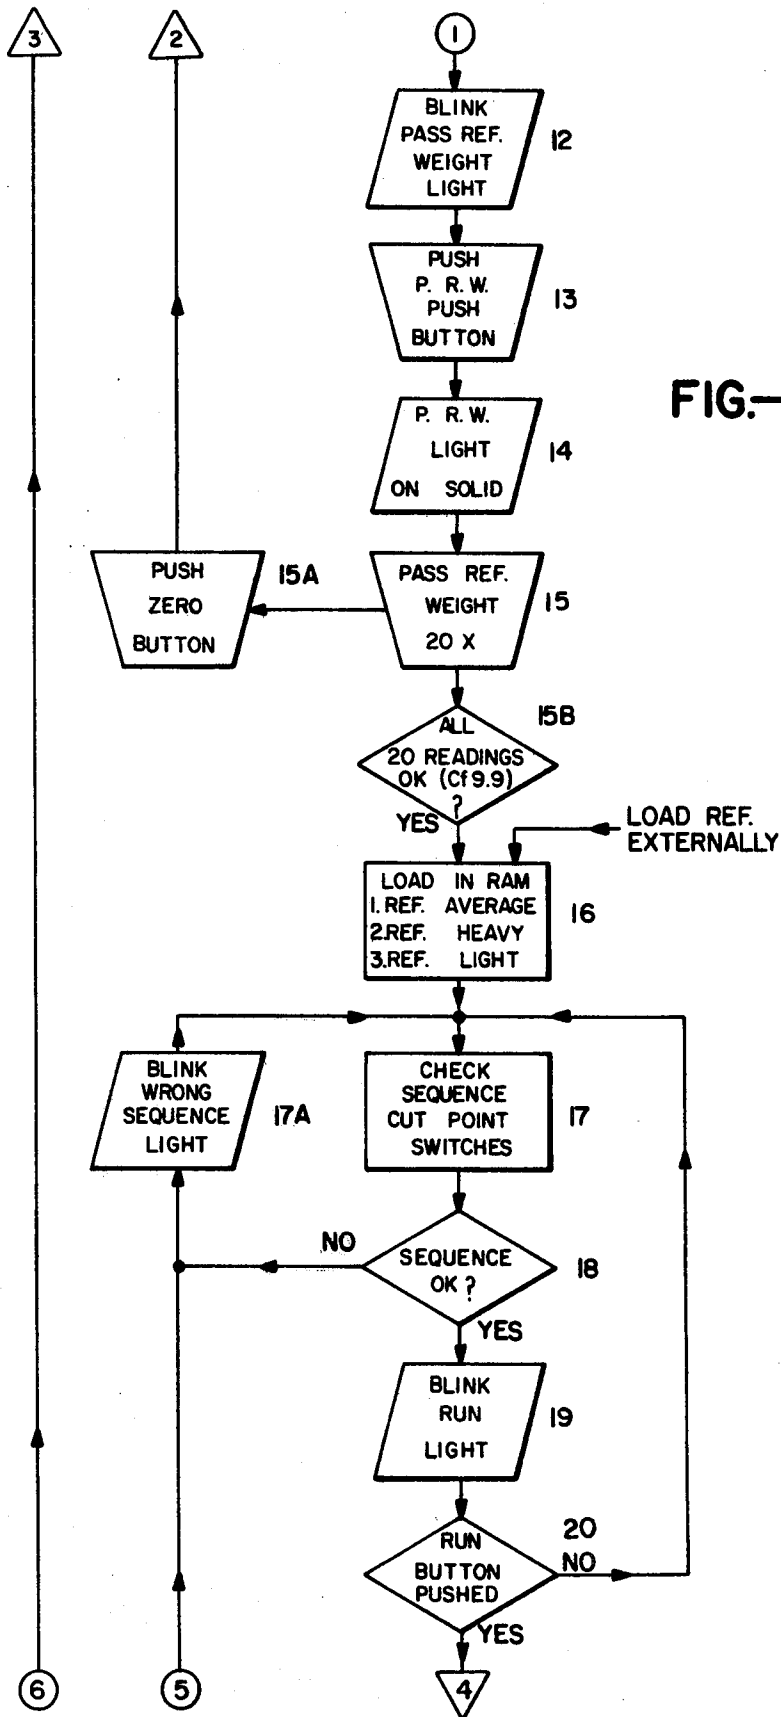 3
2
1
BLINK
PASS REF.
WEIGHT
LIGHT
12
PUSH
P. R. W.
PUSH
BUTTON
13
FIG.—
P. R. W.
LIGHT
ON SOLID
14
PUSH
ZERO
BUTTON
15A
PASS REF.
WEIGHT
20 X
15
ALL
20 READINGS
OK (Cf 9.9)
?
15B
YES
LOAD REF.
EXTERNALLY
LOAD IN RAM
1. REF. AVERAGE
2.REF. HEAVY
3.REF. LIGHT
16
BLINK
WRONG
SEQUENCE
LIGHT
17A
CHECK
SEQUENCE
CUT POINT
SWITCHES
17
NO
SEQUENCE
OK ?
18
YES
BLINK
RUN
LIGHT
19
RUN
BUTTON
PUSHED
20
NO
YES
6
5
4